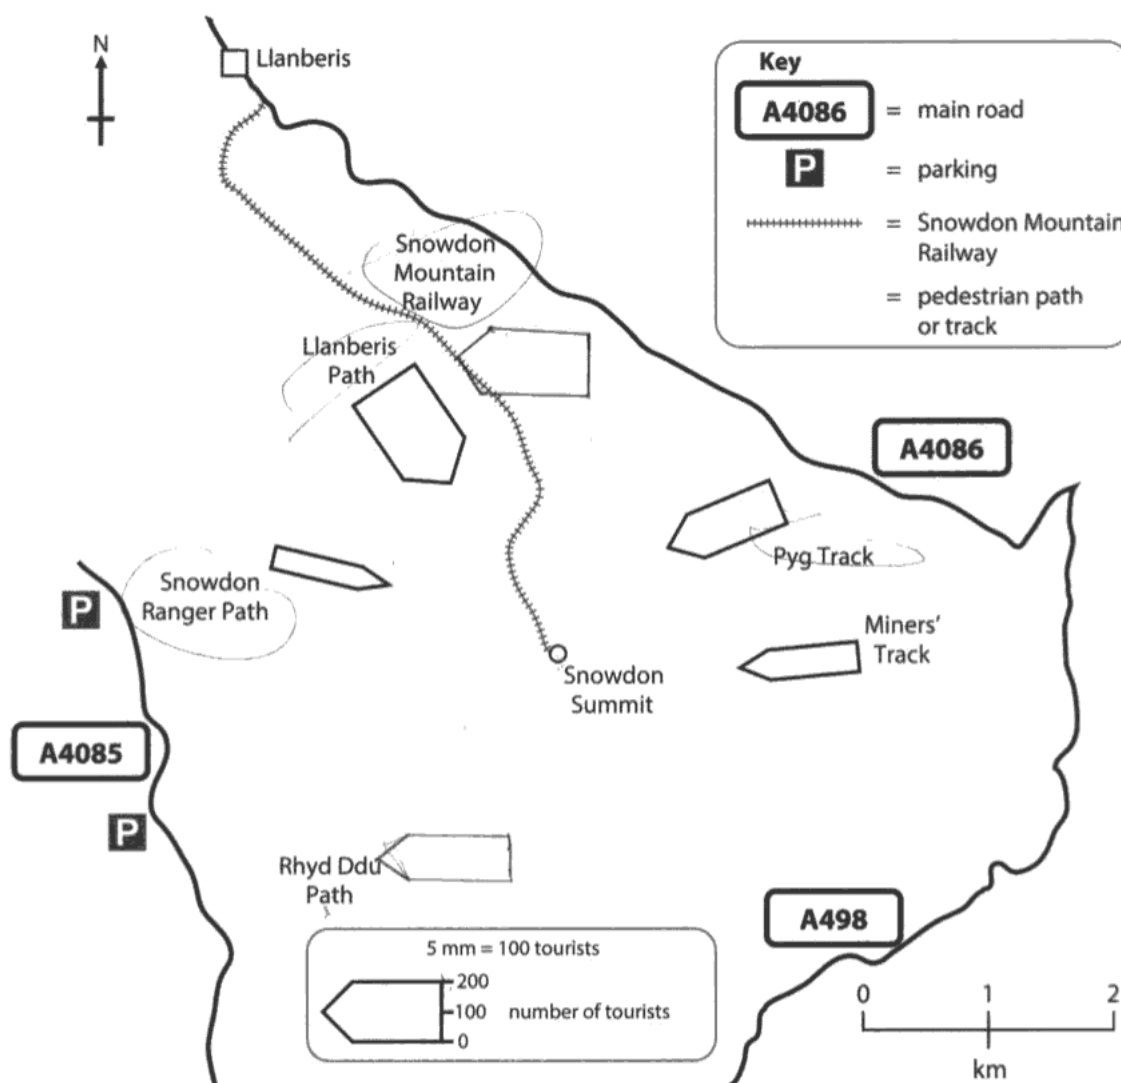 N
Llanberis
Key
A4086 = main road
P = parking
= Snowdon Mountain
Railway
= pedestrian path
or track
Snowdon
Mountain
Railway
Llanberis
Path
A4086
Pyg Track
Snowdon
Ranger Path
P
Miners'
Track
Snowdon
Summit
A4085
P
Rhyd Ddu
Path
A498
5 mm = 100 tourists
200
100 number of tourists
0
0 1 2
km